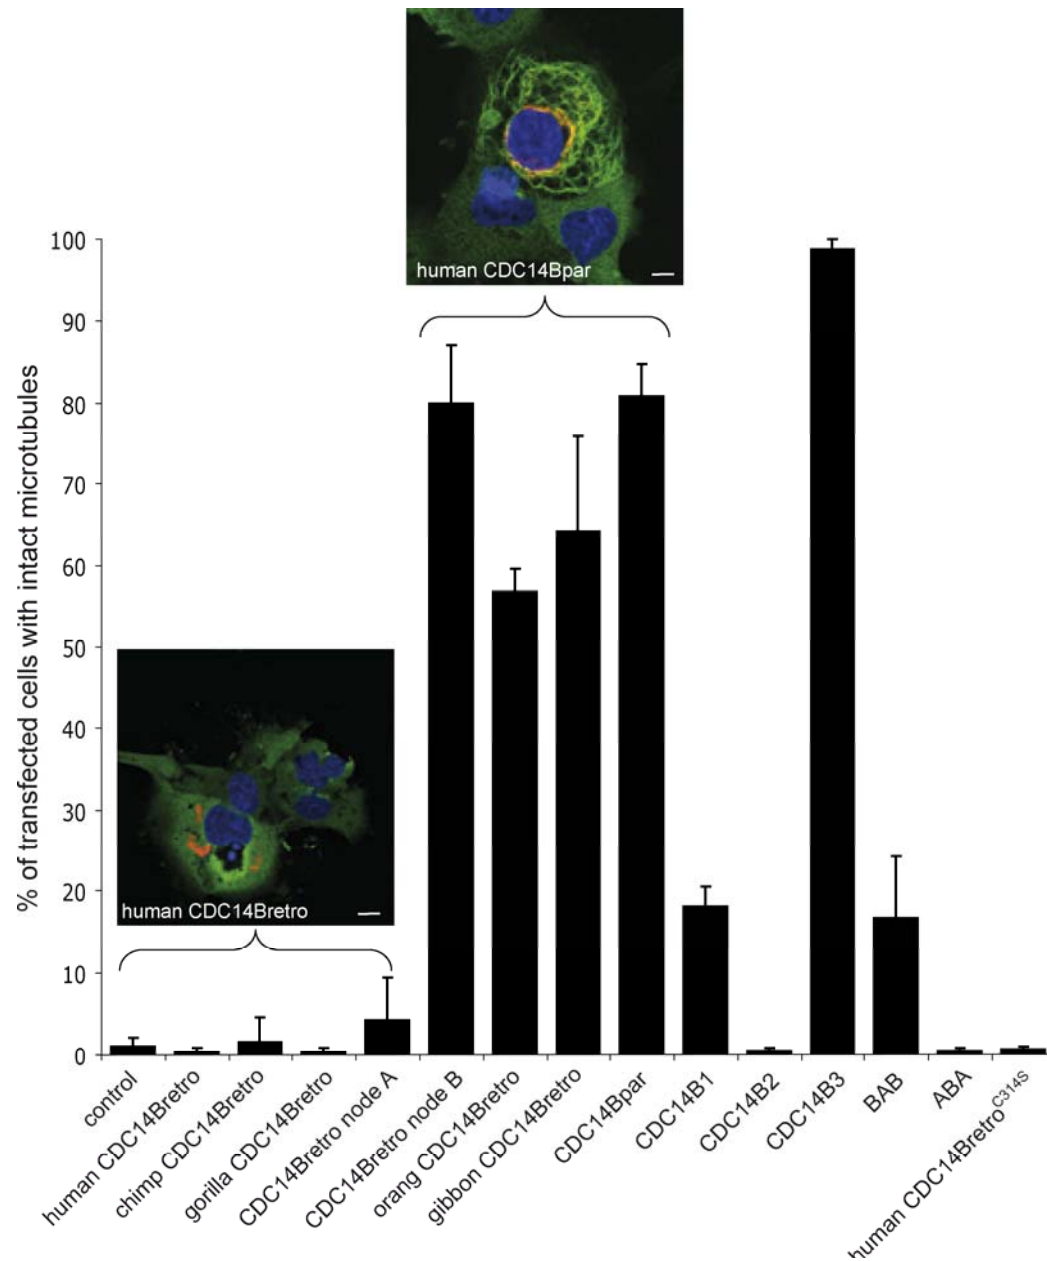 human CDC14Bpar
% of transfected cells with intact microtubules
100
90
80
70
60
50
40
30
20
10
0
human CDC14Bretro
control
human CDC14Bretro
chimp CDC14Bretro
gorilla CDC14Bretro
CDC14Bretro node A
CDC14Bretro node B
orang CDC14Bretro
gibbon CDC14Bretro
CDC14Bpar
CDC14B1
CDC14B2
CDC14B3
BAB
ABA
human CDC14Bretro^C314S